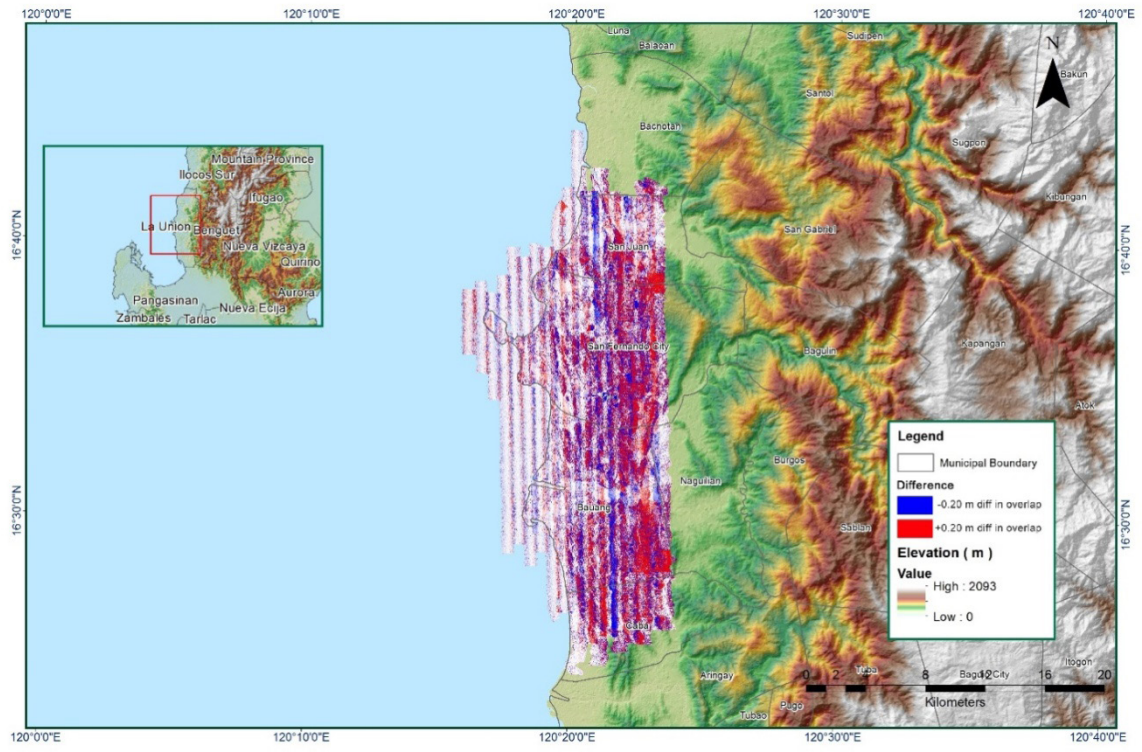 120°0'0"E 120°10'0"E 120°20'0"E 120°30'0"E 120°40'0"E
Luna
Balaoan
Sudipen
N
Bakun
Santol
Bacnotan
Sugpon
Mountain Province
Ilocos Sur
Ifugao
Kibungan
La Union
Benguet
San Gabriel
16°40'0"N
16°40'0"N
San Juan
Nueva Vizcaya
Quirino
Aurora
Pangasinan
Nueva Ecija
Zambales
Tarlac
San Fernando City
Bagulin
Kapangan
Atok
Legend
Municipal Boundary
Difference
-0.20 m diff in overlap
+0.20 m diff in overlap
Elevation ( m )
Value
High : 2093
Low : 0
Burgos
Naguilian
Bauang
16°30'0"N
16°30'0"N
Sablan
Caba
Itogon
Tuba
Baguio City
Aringay
0 2 4 8 12 16 20
Kilometers
Pugo
Tubao
120°0'0"E 120°10'0"E 120°20'0"E 120°30'0"E 120°40'0"E